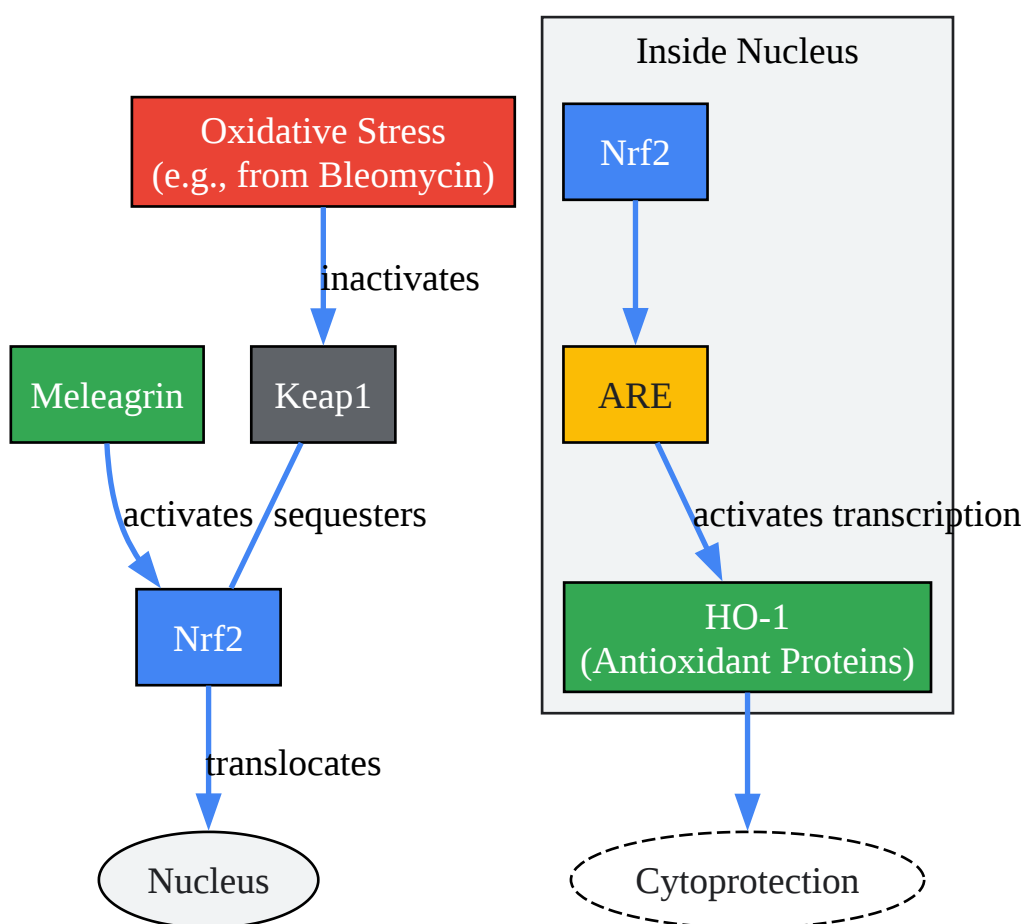 Inside Nucleus
Oxidative Stress
(e.g., from Bleomycin)
Nrf2
inactivates
Meleagrin
Keap1
ARE
activates
sequesters
activates transcription
Nrf2
HO-1
(Antioxidant Proteins)
translocates
Nucleus
Cytoprotection